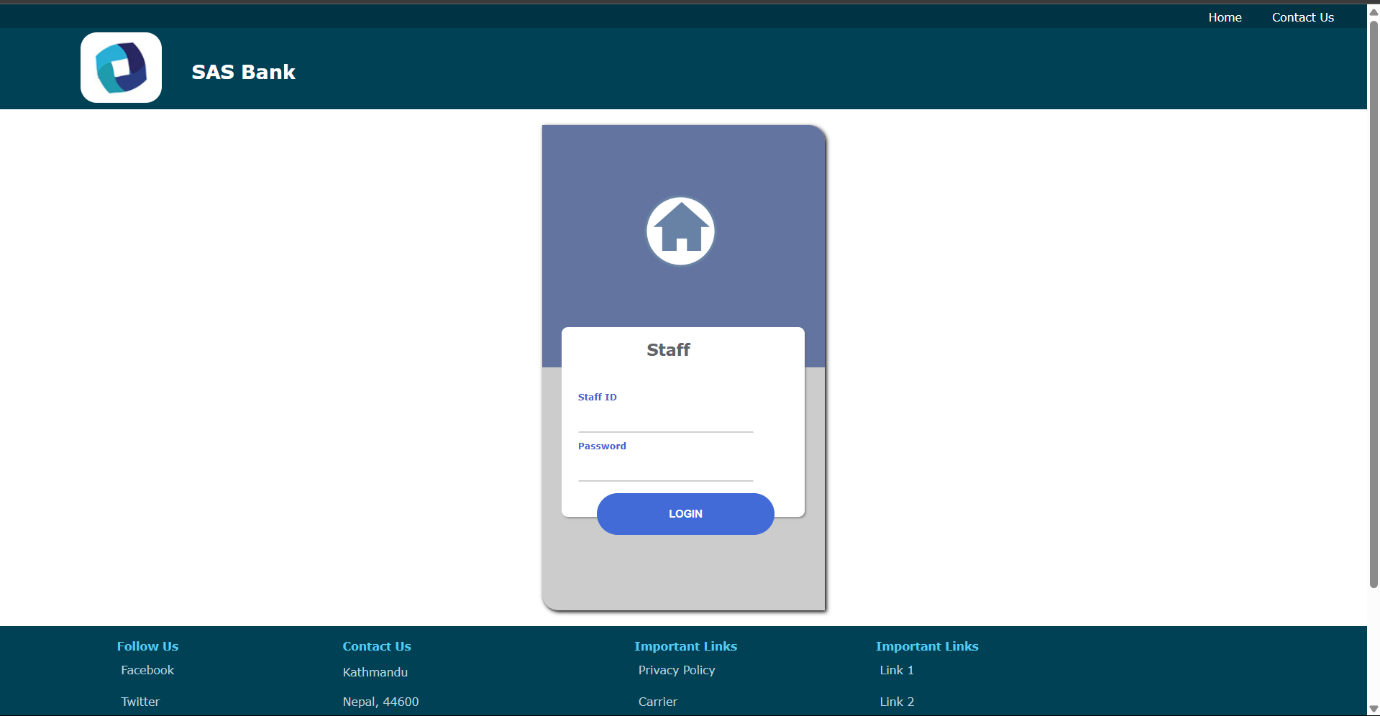 Home Contact Us
SAS Bank
Staff
Staff ID
Password
LOGIN
Follow Us Contact Us Important Links Important Links
Facebook Kathmandu Privacy Policy Link 1
Twitter Nepal, 44600 Carrier Link 2